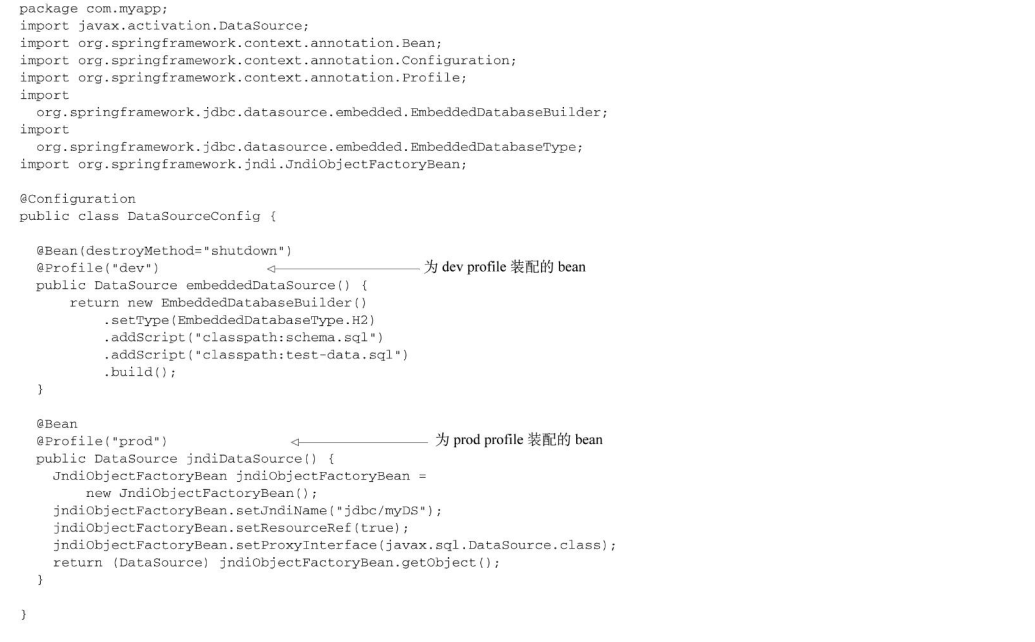 package com.myapp;
import javax.activation.DataSource;
import org.springframework.context.annotation.Bean;
import org.springframework.context.annotation.Configuration;
import org.springframework.context.annotation.Profile;
import
  org.springframework.jdbc.datasource.embedded.EmbeddedDatabaseBuilder;
import
  org.springframework.jdbc.datasource.embedded.EmbeddedDatabaseType;
import org.springframework.jndi.JndiObjectFactoryBean;

@Configuration
public class DataSourceConfig {

  @Bean(destroyMethod="shutdown")
  @Profile("dev") 为 dev profile 装配的 bean
  public DataSource embeddedDataSource() {
      return new EmbeddedDatabaseBuilder()
          .setType(EmbeddedDatabaseType.H2)
          .addScript("classpath:schema.sql")
          .addScript("classpath:test-data.sql")
          .build();
  }

  @Bean
  @Profile("prod") 为 prod profile 装配的 bean
  public DataSource jndiDataSource() {
    JndiObjectFactoryBean jndiObjectFactoryBean =
        new JndiObjectFactoryBean();
    jndiObjectFactoryBean.setJndiName("jdbc/myDS");
    jndiObjectFactoryBean.setResourceRef(true);
    jndiObjectFactoryBean.setProxyInterface(javax.sql.DataSource.class);
    return (DataSource) jndiObjectFactoryBean.getObject();
  }

}